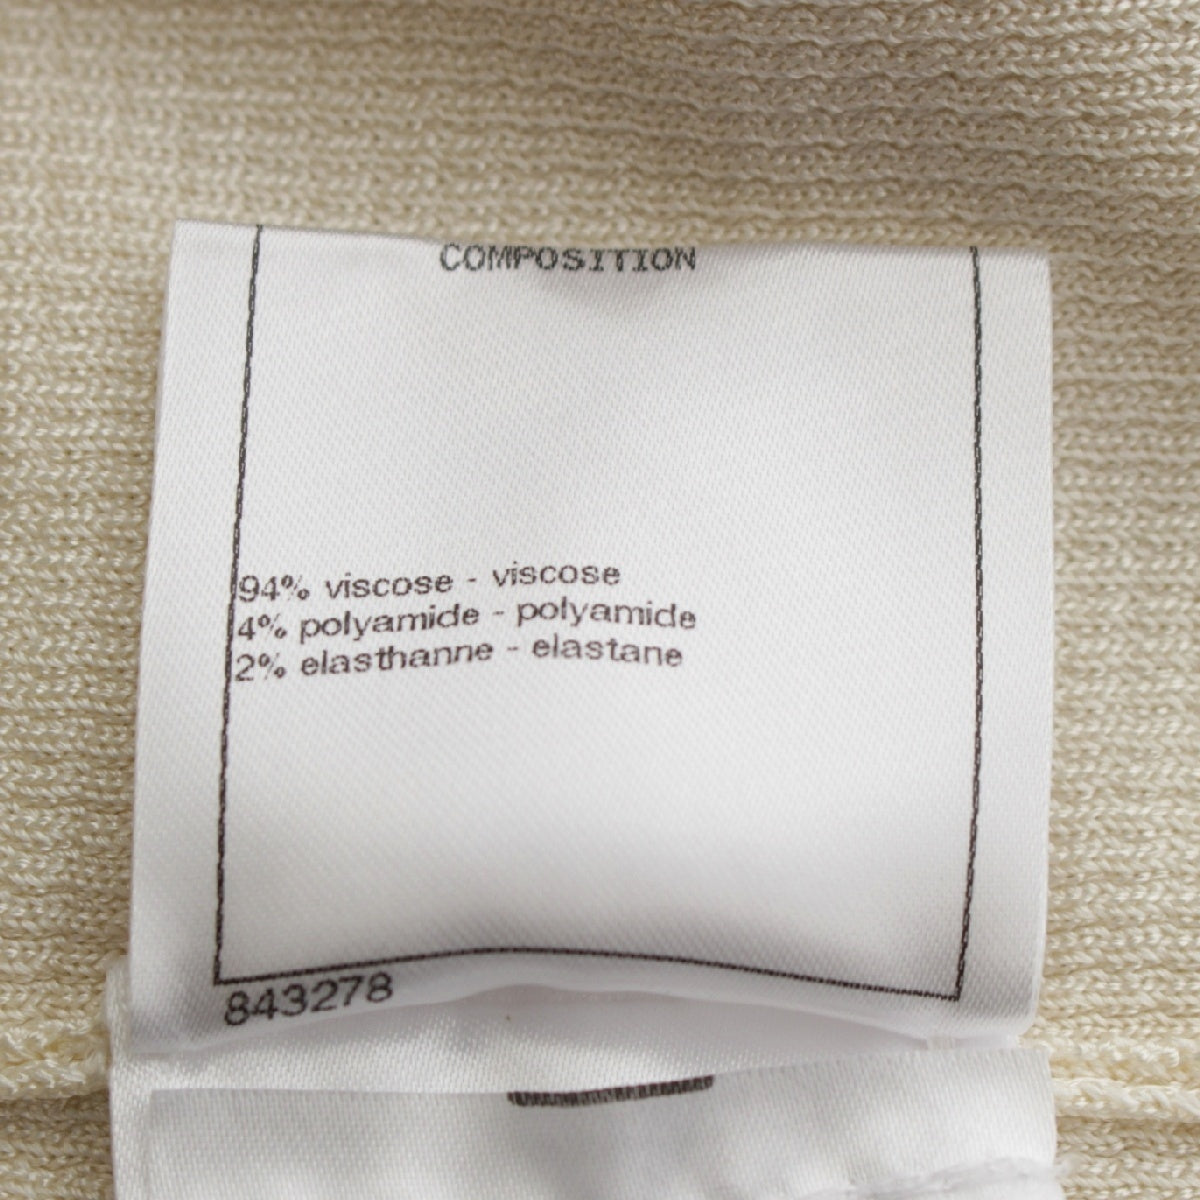 COMPOSITION
94% viscose - viscose
4% polyamide - polyamide
2% elasthanne - elastane
843278